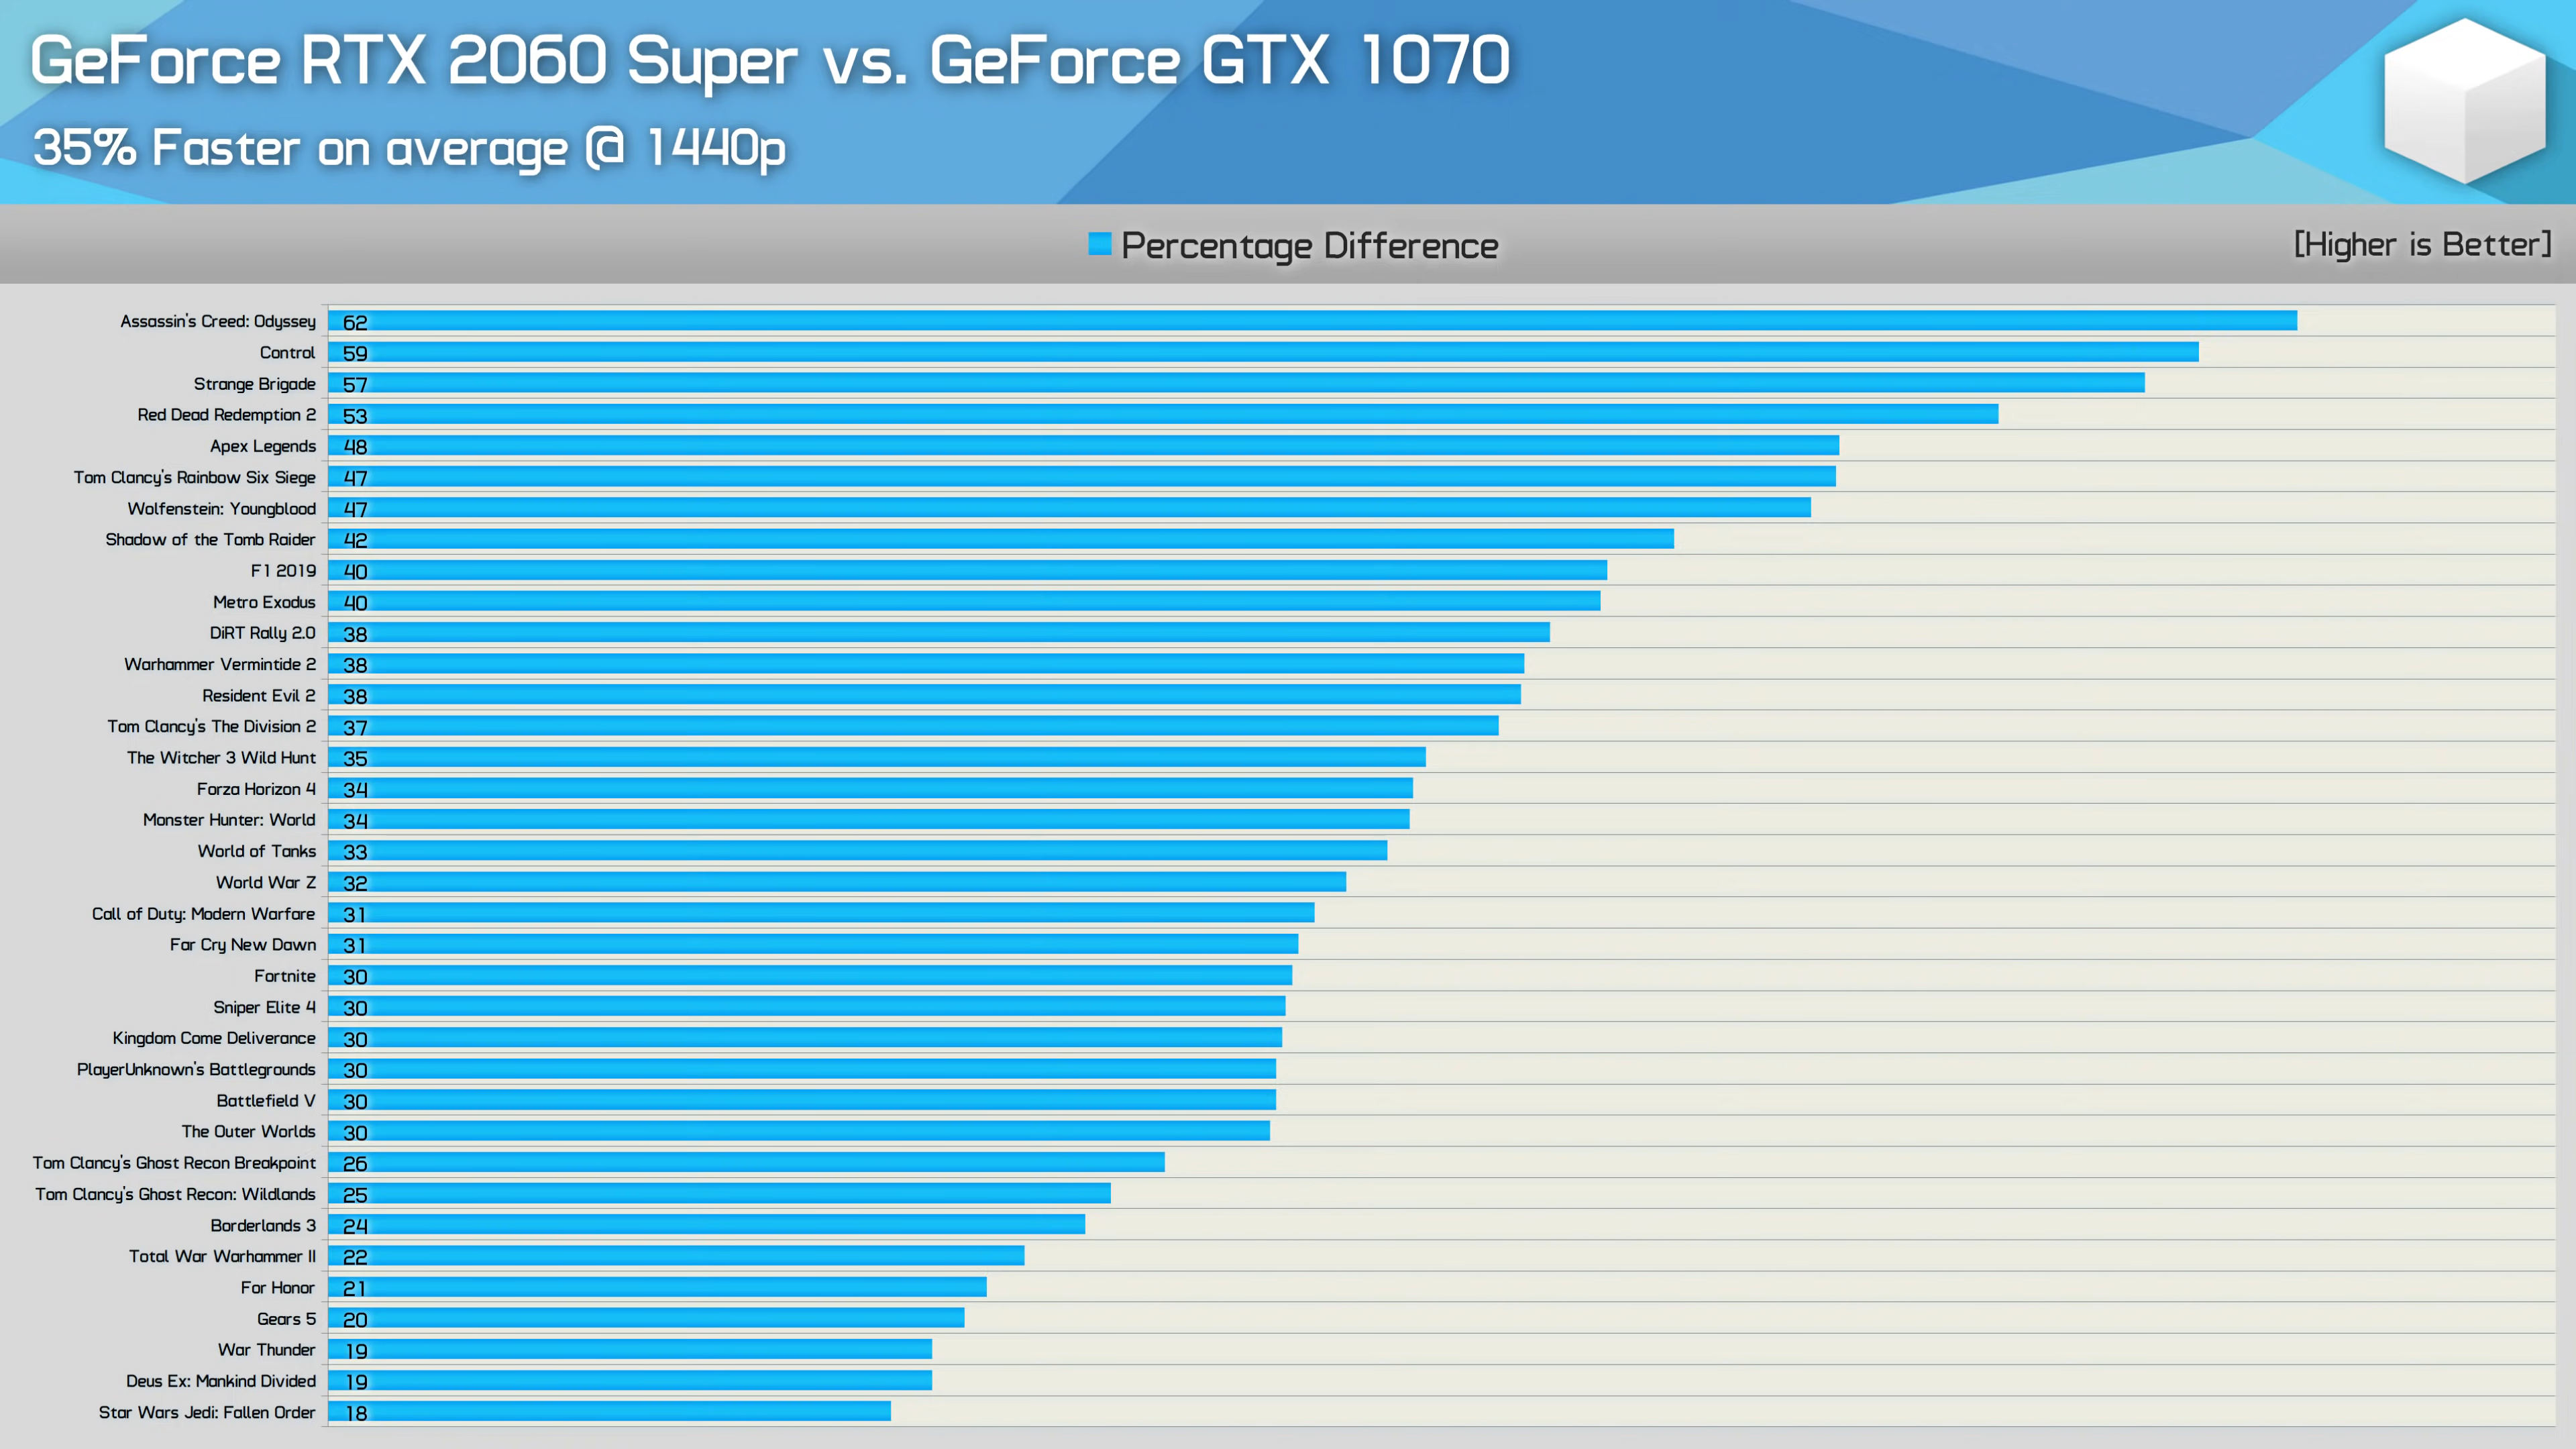 GeForce RTX 2060 Super vs. GeForce GTX 1070
35% Faster on average @ 1440p
Percentage Difference
[Higher is Better]
Assassin's Creed: Odyssey 62
Control 59
Strange Brigade 57
Red Dead Redemption 2 53
Apex Legends 48
Tom Clancy's Rainbow Six Siege 47
Wolfenstein: Youngblood 47
Shadow of the Tomb Raider 42
F1 2019 40
Metro Exodus 40
DiRT Rally 2.0 38
Warhammer Vermintide 2 38
Resident Evil 2 38
Tom Clancy's The Division 2 37
The Witcher 3 Wild Hunt 35
Forza Horizon 4 34
Monster Hunter: World 34
World of Tanks 33
World War Z 32
Call of Duty: Modern Warfare 31
Far Cry New Dawn 31
Fortnite 30
Sniper Elite 4 30
Kingdom Come Deliverance 30
PlayerUnknown's Battlegrounds 30
Battlefield V 30
The Outer Worlds 30
Tom Clancy's Ghost Recon Breakpoint 26
Tom Clancy's Ghost Recon: Wildlands 25
Borderlands 3 24
Total War Warhammer II 22
For Honor 21
Gears 5 20
War Thunder 19
Deus Ex: Mankind Divided 19
Star Wars Jedi: Fallen Order 18